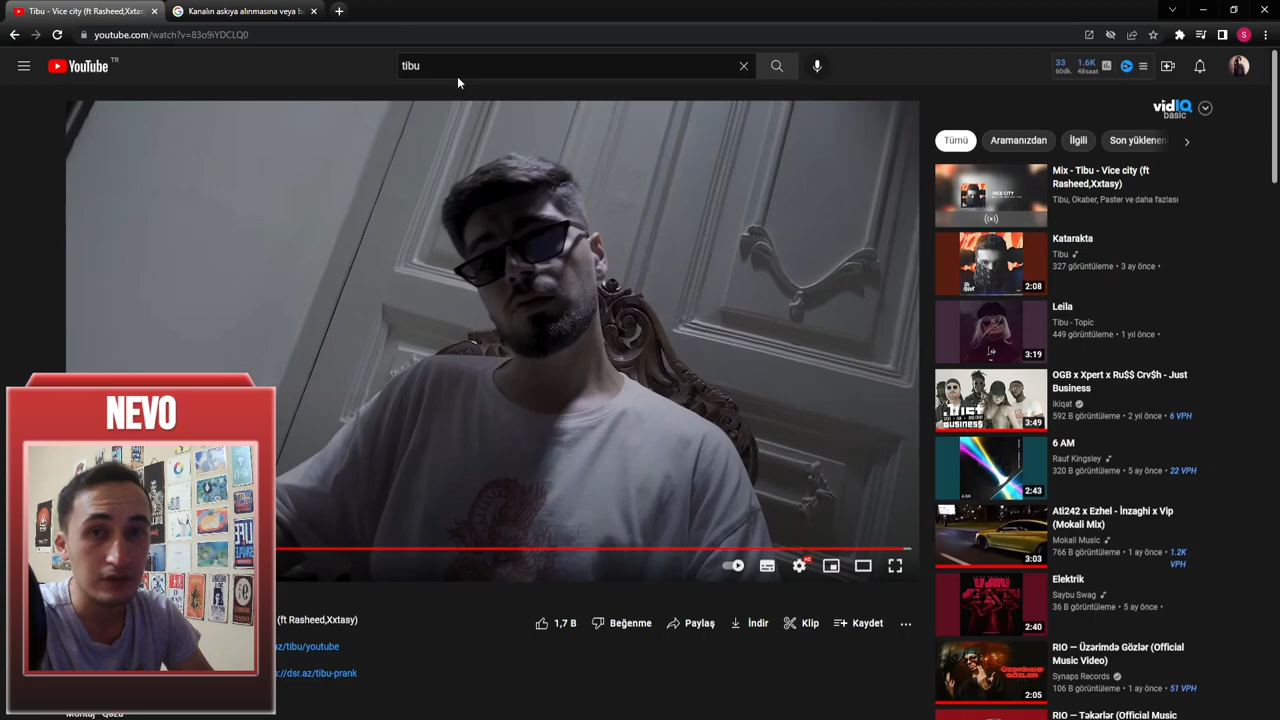 Tibu - Vice city (ft Rasheed,Xxtasy
Kanalın askıya alınmasına veya ba
youtube.com/watch?v=83o9iYDCLQ0
YouTube TR
tibu
33 1.6K
60dk. 48saat
vidIQ
basic
Tümü
Aramanızdan
İlgili
Son yüklenen
Mix - Tibu - Vice city (ft
Rasheed,Xxtasy)
Tibu, Okaber, Paster ve daha fazlası
VICE CITY
Katarakta
Tibu
327 görüntüleme • 3 ay önce •
2:08
Leila
Tibu - Topic
449 görüntüleme • 1 yıl önce •
3:19
OGB x Xpert x Ru$$ Crv$h - Just
Business
ikiqat
592 B görüntüleme • 2 yıl önce • 6 VPH
3:49
6 AM
Rauf Kingsley
320 B görüntüleme • 5 ay önce • 22 VPH
2:43
Ati242 x Ezhel - İnzaghi x Vip
(Mokali Mix)
Mokali Music
766 B görüntüleme • 1 ay önce • 1.2K
VPH
3:03
Elektrik
Saybu Swag
36 B görüntüleme • 5 ay önce •
2:40
RIO — Üzərimdə Gözlər (Official
Music Video)
Synaps Records
106 B görüntüleme • 1 ay önce • 51 VPH
2:05
RIO — Təkərlər (Official Music
NEVO
HD
(ft Rasheed,Xxtasy)
1,7 B
Beğenme
Paylaş
İndir
Klip
Kaydet
az/tibu/youtube
://dsr.az/tibu-prank